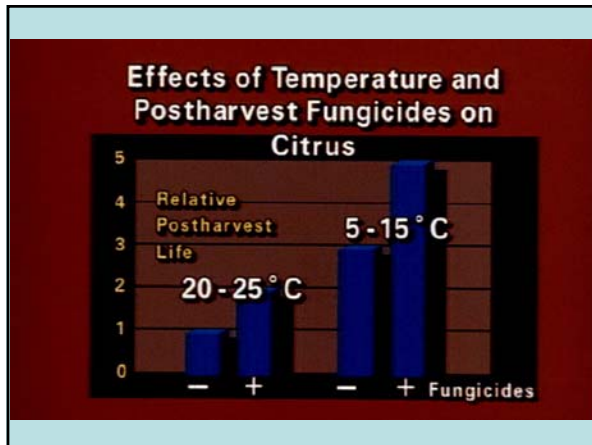 Effects of Temperature and
Postharvest Fungicides on
Citrus
5
4
3
2
1
0
Relative
Postharvest
Life
20 - 25 ° C
5 - 15 ° C
− + − + Fungicides